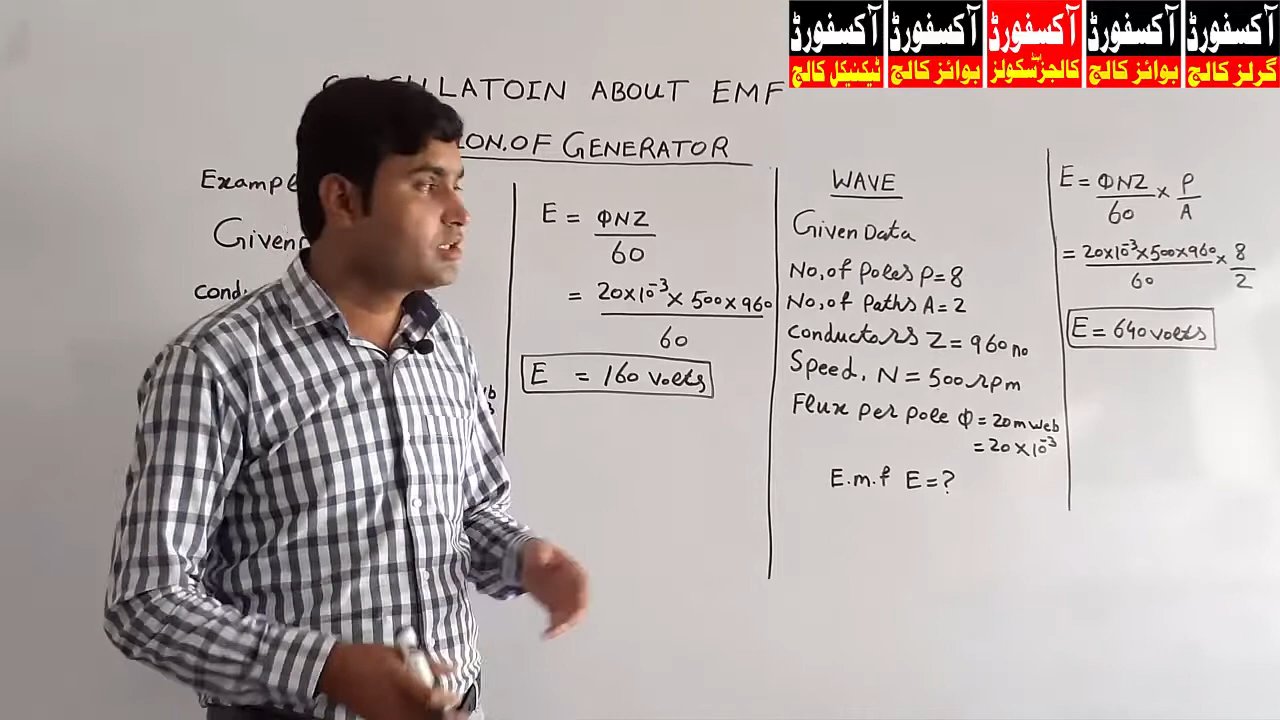 آکسفورڈ
ٹیکنیکل کالج
آکسفورڈ
بوائز کالج
آکسفورڈ
کالجز سکولز
آکسفورڈ
بوائز کالج
آکسفورڈ
گرلز کالج
LATOIN ABOUT EMF
ON.OF GENERATOR
Given
E = ΦNZ
60
= 20×10⁻³ × 500 × 960
60
E = 160 volts
WAVE
Given Data
No, of Poles P = 8
No, of Paths A = 2
conductors Z = 960 no
Speed, N = 500 rpm
Flux per pole Φ = 20 m web
= 20 × 10⁻³
E.m.f E = ?
E = ΦNZ × P
60 A
= 20×10⁻³×500×960 × 8
60 2
E = 640 volts